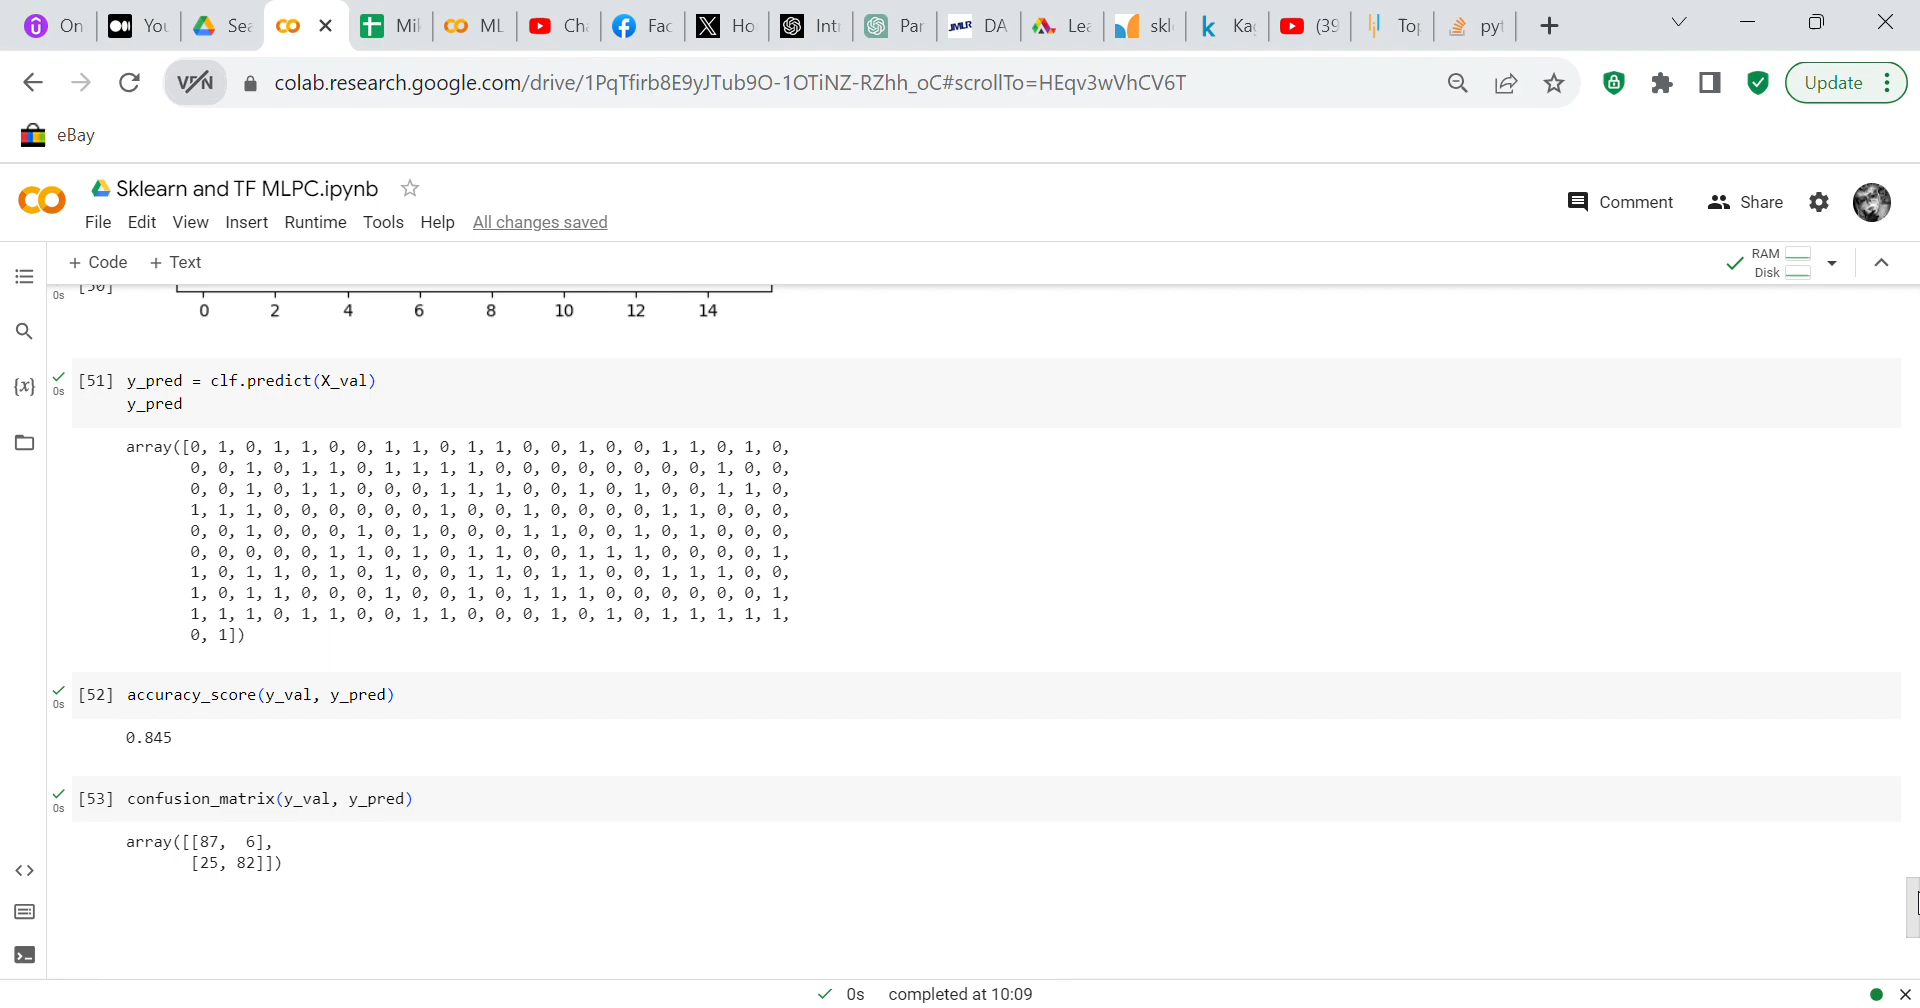 On
You
Sea
Mi
ML
Ch
Fac
Ho
Intr
Par
JMLR DA
Lea
skl
k Ka
(39
Top
pyt
VPN colab.research.google.com/drive/1PqTfirb8E9yJTub9O-1OTiNZ-RZhh_oC#scrollTo=HEqv3wVhCV6T Update
eBay
Sklearn and TF MLPC.ipynb
File Edit View Insert Runtime Tools Help All changes saved
Comment Share
+ Code + Text
RAM
Disk
0s [50]
0 2 4 6 8 10 12 14
[51] y_pred = clf.predict(X_val)
0s
y_pred
array([0, 1, 0, 1, 1, 0, 0, 1, 1, 0, 1, 1, 0, 0, 1, 0, 0, 1, 1, 0, 1, 0,
0, 0, 1, 0, 1, 1, 0, 1, 1, 1, 1, 0, 0, 0, 0, 0, 0, 0, 0, 1, 0, 0,
0, 0, 1, 0, 1, 1, 0, 0, 0, 1, 1, 1, 0, 0, 1, 0, 1, 0, 0, 1, 1, 0,
1, 1, 1, 0, 0, 0, 0, 0, 0, 1, 0, 0, 1, 0, 0, 0, 0, 1, 1, 0, 0, 0,
0, 0, 1, 0, 0, 0, 1, 0, 1, 0, 0, 0, 1, 1, 0, 0, 1, 0, 1, 0, 0, 0,
0, 0, 0, 0, 0, 1, 1, 0, 1, 0, 1, 1, 0, 0, 1, 1, 1, 0, 0, 0, 0, 1,
1, 0, 1, 1, 0, 1, 0, 1, 0, 0, 1, 1, 0, 1, 1, 0, 0, 1, 1, 1, 0, 0,
1, 0, 1, 1, 0, 0, 0, 1, 0, 0, 1, 0, 1, 1, 1, 0, 0, 0, 0, 0, 0, 1,
1, 1, 1, 0, 1, 1, 0, 0, 1, 1, 0, 0, 0, 1, 0, 1, 0, 1, 1, 1, 1, 1,
0, 1])
[52] accuracy_score(y_val, y_pred)
0s
0.845
[53] confusion_matrix(y_val, y_pred)
0s
array([[87, 6],
[25, 82]])
0s completed at 10:09